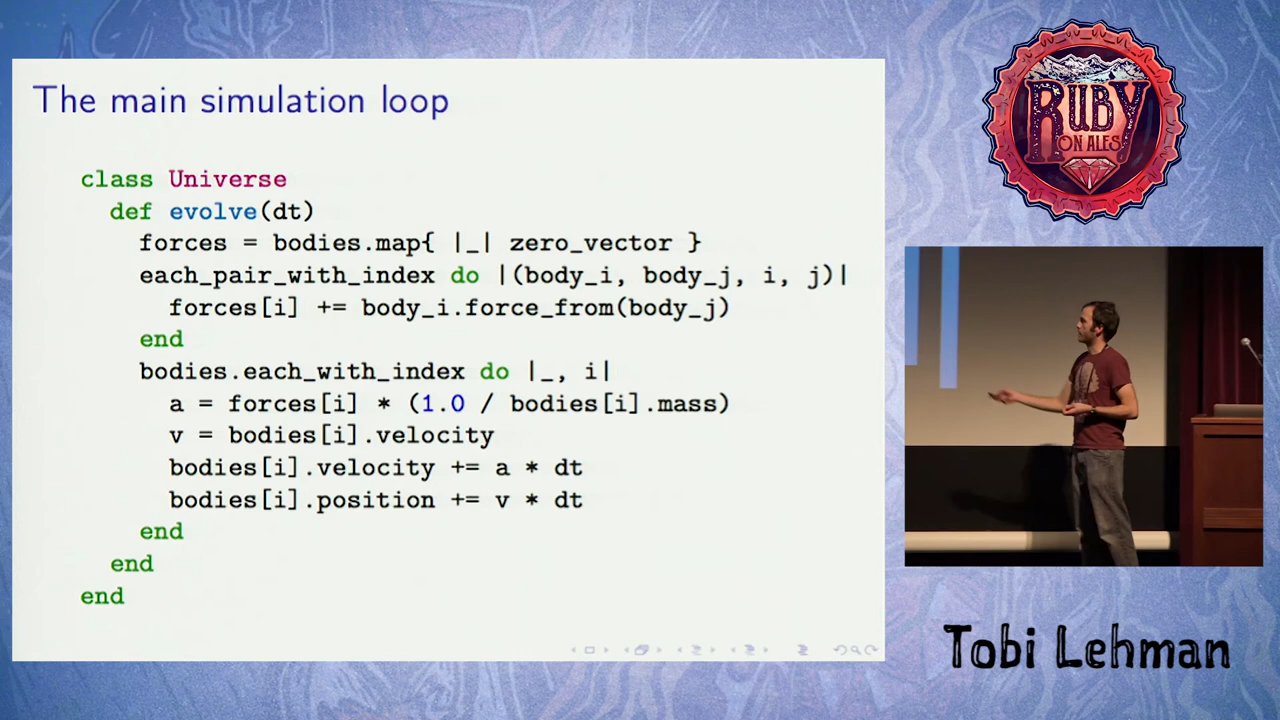 The main simulation loop
class Universe
def evolve(dt)
forces = bodies.map{ |_| zero_vector }
each_pair_with_index do |(body_i, body_j, i, j)|
forces[i] += body_i.force_from(body_j)
end
bodies.each_with_index do |_, i|
a = forces[i] * (1.0 / bodies[i].mass)
v = bodies[i].velocity
bodies[i].velocity += a * dt
bodies[i].position += v * dt
end
end
end
RUBY
ON ALES
Tobi Lehman